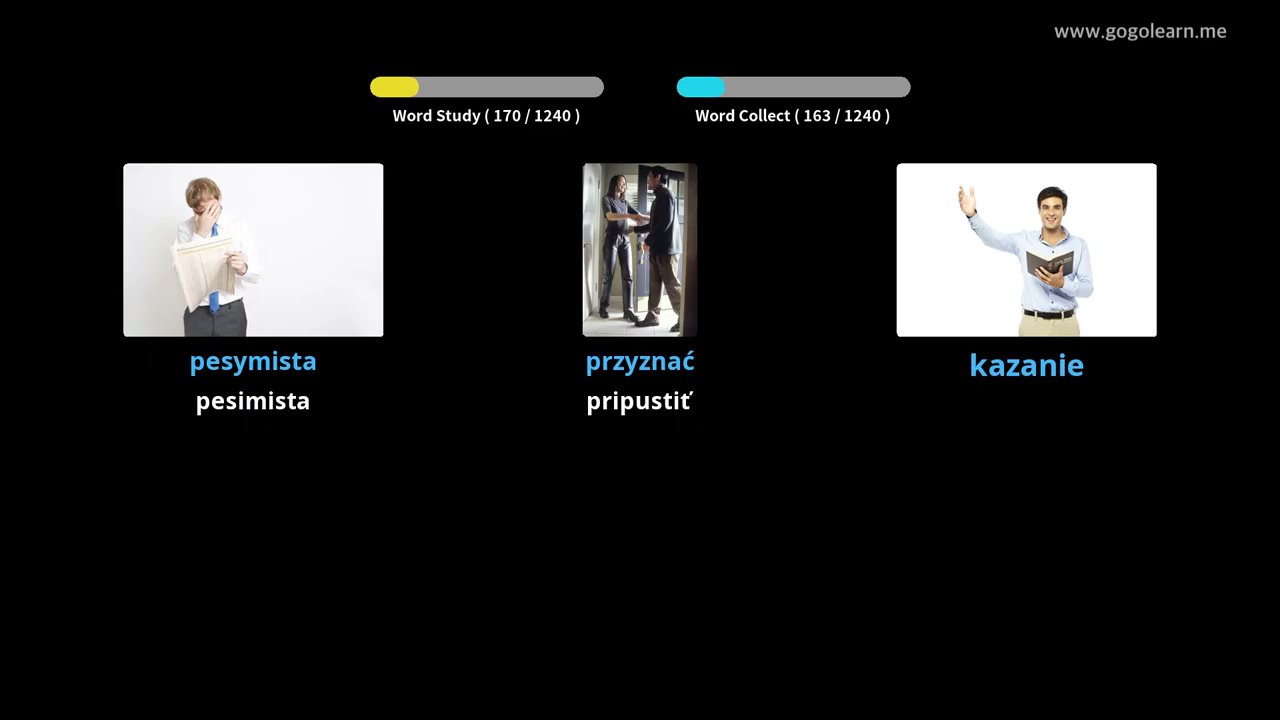 www.gogolearn.me
Word Study ( 170 / 1240 )
Word Collect ( 163 / 1240 )
pesymista
przyznać
kazanie
pesimista
pripustiť